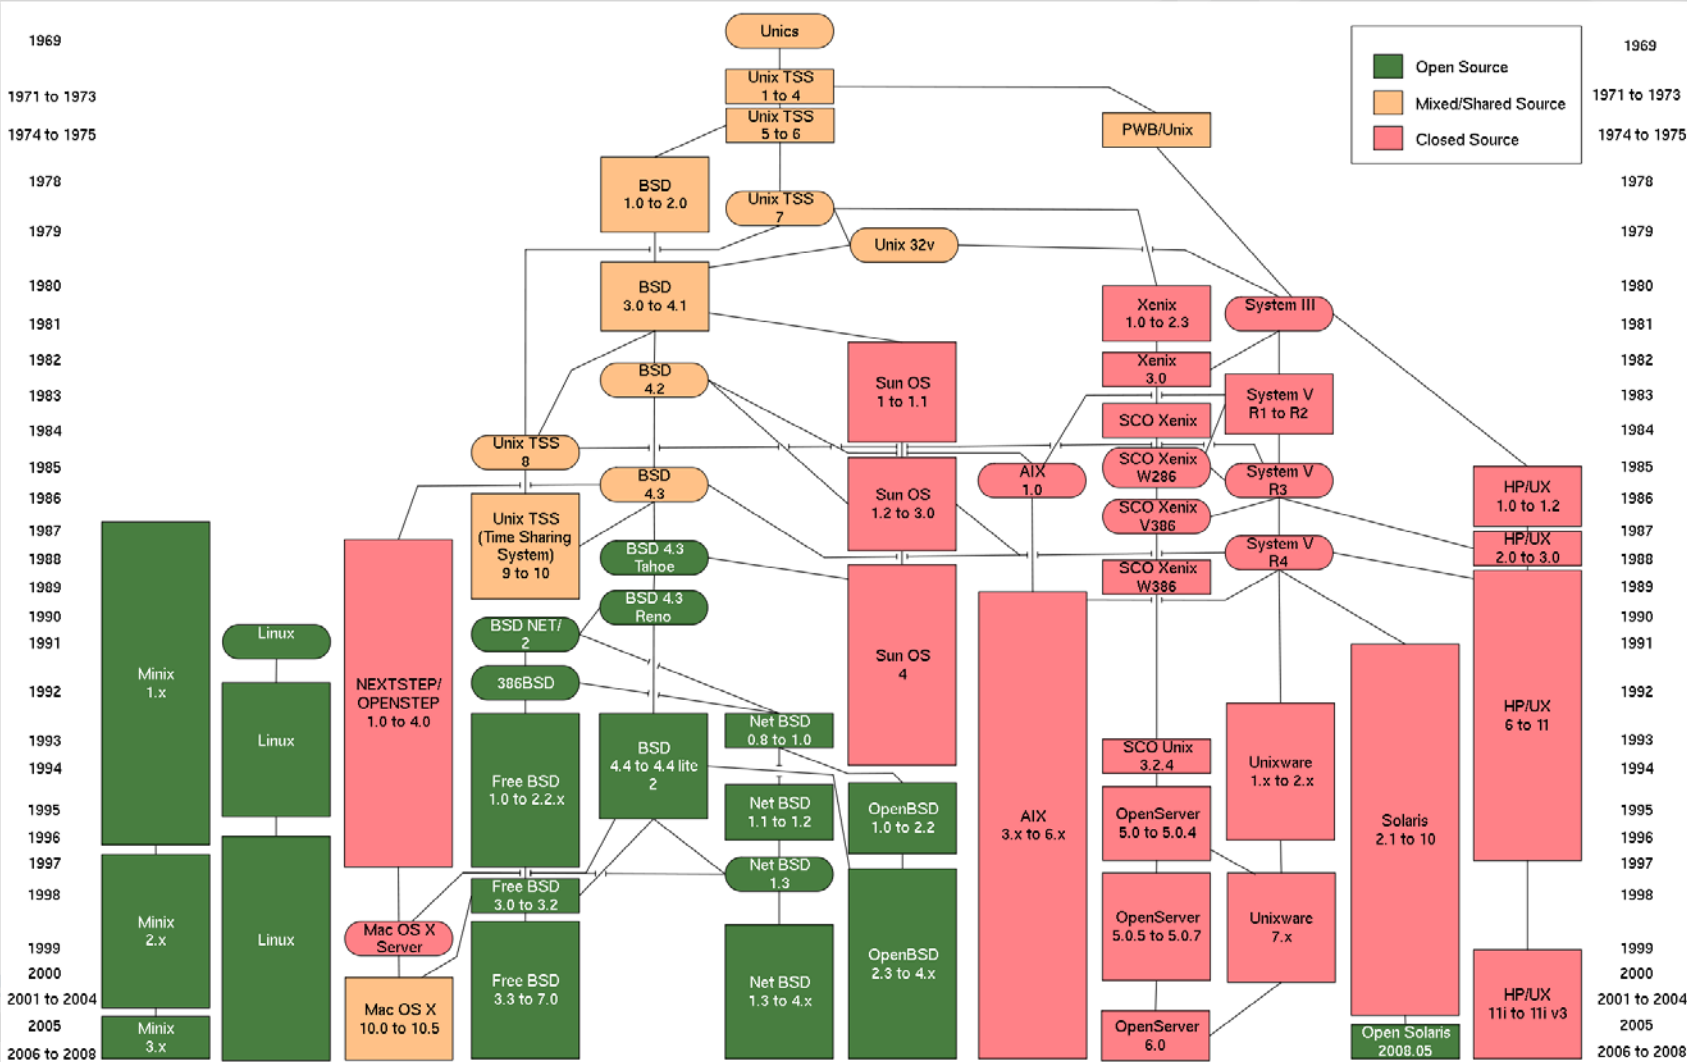 1969
1971 to 1973
1974 to 1975
1978
1979
1980
1981
1982
1983
1984
1985
1986
1987
1988
1989
1990
1991
1992
1993
1994
1995
1996
1997
1998
1999
2000
2001 to 2004
2005
2006 to 2008
Unics
Unix TSS
1 to 4
Unix TSS
5 to 6
PWB/Unix
BSD
1.0 to 2.0
Unix TSS
7
Unix 32v
BSD
3.0 to 4.1
Xenix
1.0 to 2.3
System III
Sun OS
1 to 1.1
Xenix
3.0
BSD
4.2
System V
R1 to R2
SCO Xenix
Unix TSS
8
SCO Xenix
W286
AIX
1.0
System V
R3
BSD
4.3
Sun OS
1.2 to 3.0
HP/UX
1.0 to 1.2
Unix TSS
(Time Sharing
System)
9 to 10
SCO Xenix
V386
BSD 4.3
Tahoe
System V
R4
HP/UX
2.0 to 3.0
SCO Xenix
W386
BSD 4.3
Reno
BSD NET/
2
Linux
Minix
1.x
NEXTSTEP/
OPENSTEP
1.0 to 4.0
386BSD
Sun OS
4
HP/UX
6 to 11
Linux
Net BSD
0.8 to 1.0
BSD
4.4 to 4.4 lite
2
SCO Unix
3.2.4
Unixware
1.x to 2.x
Free BSD
1.0 to 2.2.x
Net BSD
1.1 to 1.2
OpenBSD
1.0 to 2.2
AIX
3.x to 6.x
OpenServer
5.0 to 5.0.4
Solaris
2.1 to 10
Net BSD
1.3
Free BSD
3.0 to 3.2
Minix
2.x
Linux
Mac OS X
Server
OpenServer
5.0.5 to 5.0.7
Unixware
7.x
OpenBSD
2.3 to 4.x
Free BSD
3.3 to 7.0
Net BSD
1.3 to 4.x
HP/UX
11i to 11i v3
Mac OS X
10.0 to 10.5
Minix
3.x
OpenServer
6.0
Open Solaris
2008.05
Open Source
Mixed/Shared Source
Closed Source
1969
1971 to 1973
1974 to 1975
1978
1979
1980
1981
1982
1983
1984
1985
1986
1987
1988
1989
1990
1991
1992
1993
1994
1995
1996
1997
1998
1999
2000
2001 to 2004
2005
2006 to 2008